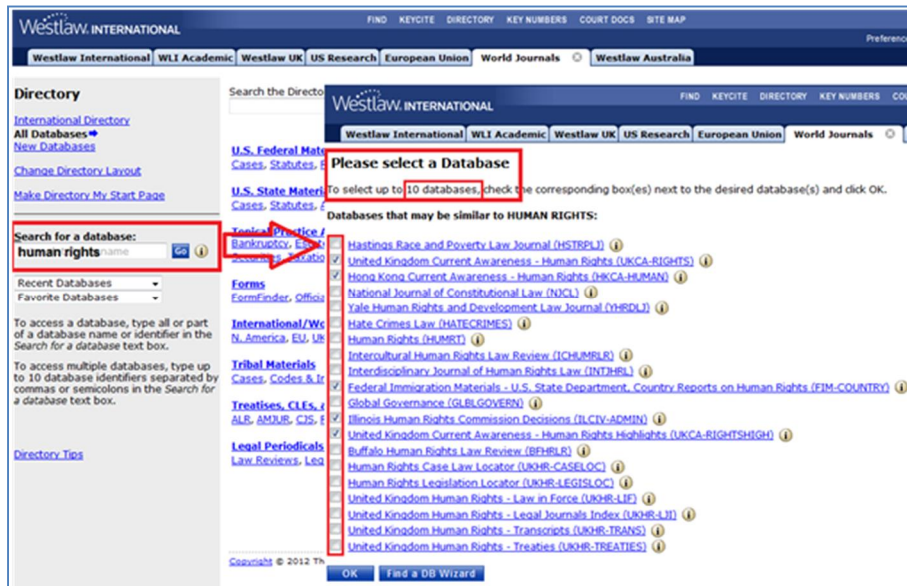 Westlaw. INTERNATIONAL
FIND KEYCITE DIRECTORY KEY NUMBERS COURT DOCS SITE MAP
Preference
Westlaw International WLI Academic Westlaw UK US Research European Union World Journals Westlaw Australia
Directory
International Directory
All Databases
New Databases
Change Directory Layout
Make Directory My Start Page
Search for a database:
human rights name
Go
Recent Databases
Favorite Databases
To access a database, type all or part
of a database name or identifier in the
Search for a database text box.
To access multiple databases, type up
to 10 database identifiers separated by
commas or semicolons in the Search for
a database text box.
Directory Tips
Search the Directo
U.S. Federal Mate
Cases, Statutes,
U.S. State Materi
Cases, Statutes,
Topical Practice
Bankruptcy,
Securities, Taxatio
Forms
FormFinder, Officia
International/Wo
N. America, EU, UK
Tribal Materials
Cases, Codes & Ir
Treatises, CLEs,
ALR, AMJUR, CJS,
Legal Periodicals
Law Reviews, Leg
Copyright © 2012 Th
Westlaw. INTERNATIONAL
FIND KEYCITE DIRECTORY KEY NUMBERS COU
Westlaw International WLI Academic Westlaw UK US Research European Union World Journals
Please select a Database
To select up to 10 databases, check the corresponding box(es) next to the desired database(s) and click OK.
Databases that may be similar to HUMAN RIGHTS:
Hastings Race and Poverty Law Journal (HSTRPLJ)
United Kingdom Current Awareness - Human Rights (UKCA-RIGHTS)
Hong Kong Current Awareness - Human Rights (HKCA-HUMAN)
National Journal of Constitutional Law (NJCL)
Yale Human Rights and Development Law Journal (YHRDLJ)
Hate Crimes Law (HATECRIMES)
Human Rights (HUMRT)
Intercultural Human Rights Law Review (ICHUMRLR)
Interdisciplinary Journal of Human Rights Law (INTJHRL)
Federal Immigration Materials - U.S. State Department, Country Reports on Human Rights (FIM-COUNTRY)
Global Governance (GLBLGOVERN)
Illinois Human Rights Commission Decisions (ILCIV-ADMIN)
United Kingdom Current Awareness - Human Rights Highlights (UKCA-RIGHTSHIGH)
Buffalo Human Rights Law Review (BFHRLR)
Human Rights Case Law Locator (UKHR-CASELOC)
Human Rights Legislation Locator (UKHR-LEGISLOC)
United Kingdom Human Rights - Law in Force (UKHR-LIF)
United Kingdom Human Rights - Legal Journals Index (UKHR-LJI)
United Kingdom Human Rights - Transcripts (UKHR-TRANS)
United Kingdom Human Rights - Treaties (UKHR-TREATIES)
OK Find a DB Wizard